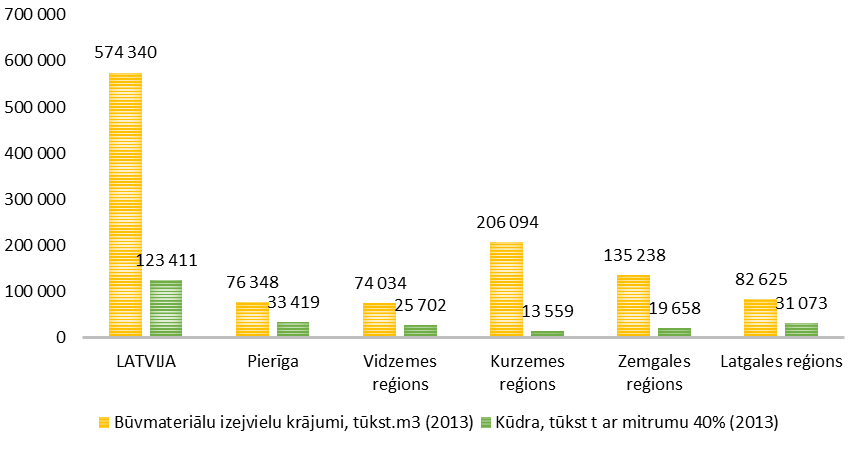 700 000
600 000
500 000
400 000
300 000
200 000
100 000
0
574 340
123 411
76 348
33 419
74 034
25 702
206 094
13 559
135 238
19 658
82 625
31 073
LATVIJA
Pierīga
Vidzemes
reģions
Kurzemes
reģions
Zemgales
reģions
Latgales reģions
Būvmateriālu izejvielu krājumi, tūkst.m3 (2013)
Kūdra, tūkst t ar mitrumu 40% (2013)